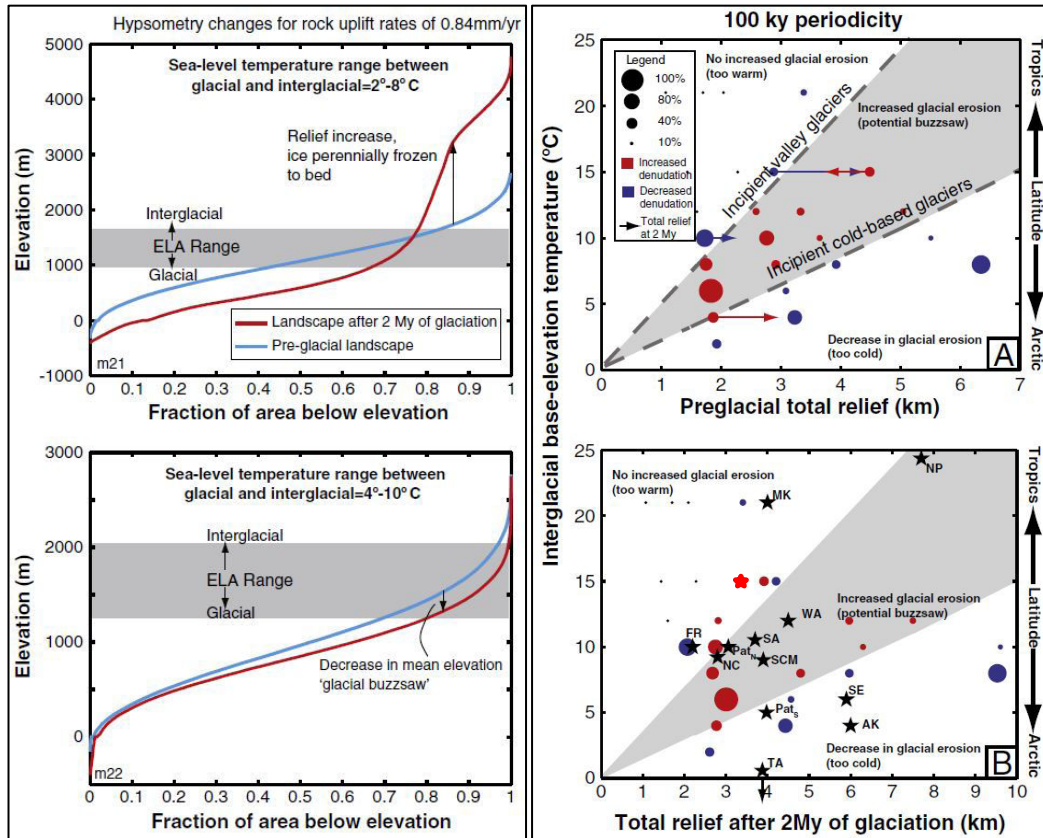 Hypsometry changes for rock uplift rates of 0.84mm/yr
5000
4000
3000
2000
1000
0
-1000
Elevation (m)
Sea-level temperature range between
glacial and interglacial=2°-8°C
Relief increase,
ice perennially frozen
to bed
Interglacial
ELA Range
Glacial
Landscape after 2 My of glaciation
Pre-glacial landscape
m21
0 0.1 0.2 0.3 0.4 0.5 0.6 0.7 0.8 0.9 1
Fraction of area below elevation
3000
2000
1000
0
Elevation (m)
Sea-level temperature range between
glacial and interglacial=4°-10°C
Interglacial
ELA Range
Glacial
Decrease in mean elevation
'glacial buzzsaw'
m22
0 0.1 0.2 0.3 0.4 0.5 0.6 0.7 0.8 0.9 1
Fraction of area below elevation
100 ky periodicity
Interglacial base-elevation temperature (°C)
25
20
15
10
5
0
Legend
100%
80%
40%
10%
Increased
denudation
Decreased
denudation
Total relief
at 2 My
No increased glacial erosion
(too warm)
Incipient valley glaciers
Increased glacial erosion
(potential buzzsaw)
Incipient cold-based glaciers
Decrease in glacial erosion
(too cold)
A
Tropics
Latitude
Arctic
0 1 2 3 4 5 6 7
Preglacial total relief (km)
25
20
15
10
5
0
No increased glacial erosion
(too warm)
NP
MK
Increased glacial erosion
(potential buzzsaw)
WA
FR
SA
Pat N
NC
SCM
SE
Pat S
AK
TA
Decrease in glacial erosion
(too cold)
B
Tropics
Latitude
Arctic
0 1 2 3 4 5 6 7 8 9 10
Total relief after 2My of glaciation (km)